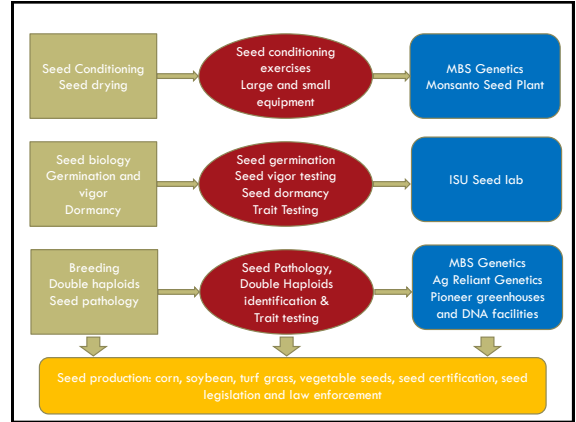 Seed Conditioning
Seed drying
Seed conditioning
exercises
Large and small
equipment
MBS Genetics
Monsanto Seed Plant
Seed biology
Germination and
vigor
Dormancy
Seed germination
Seed vigor testing
Seed dormancy
Trait Testing
ISU Seed lab
Breeding
Double haploids
Seed pathology
Seed Pathology,
Double Haploids
identification &
Trait testing
MBS Genetics
Ag Reliant Genetics
Pioneer greenhouses
and DNA facilities
Seed production: corn, soybean, turf grass, vegetable seeds, seed certification, seed
legislation and law enforcement